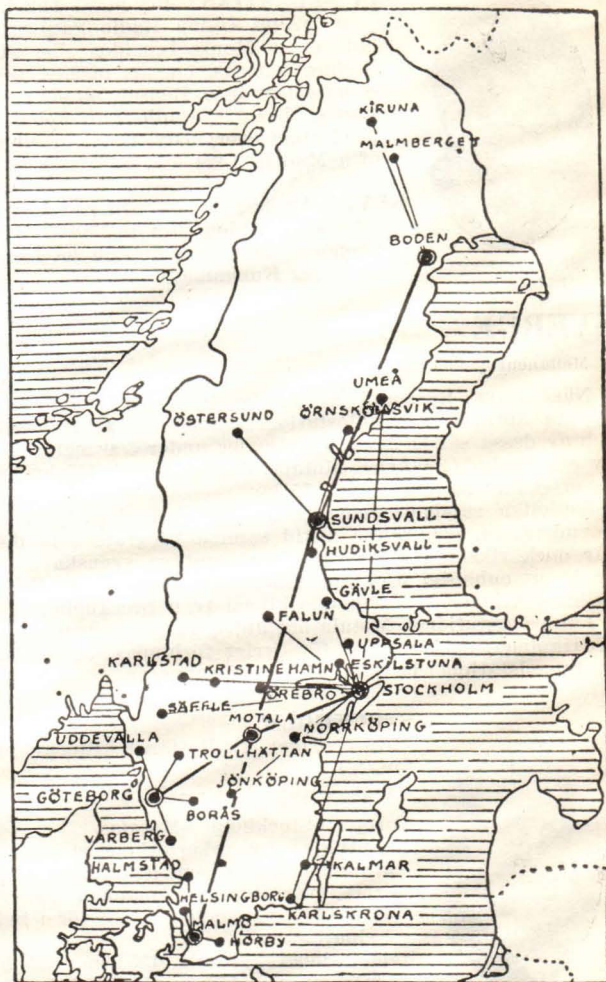 KIRUNA
MALMBERGET
BODEN
UMEÅ
ÖSTERSUND
ÖRNSKÖLDSVIK
SUNDSVALL
HUDIKSVALL
GÄVLE
FALUN
UPPSALA
KARLSTAD
KRISTINEHAMN
ESKILSTUNA
ÖREBRO
STOCKHOLM
SÄFFLE
MOTALA
UDDEVALLA
NORRKÖPING
TROLLHÄTTAN
JÖNKÖPING
GÖTEBORG
BORÅS
VARBERG
HALMSTAD
KALMAR
HELSINGBORG
KARLSKRONA
MALMÖ
HÖRBY